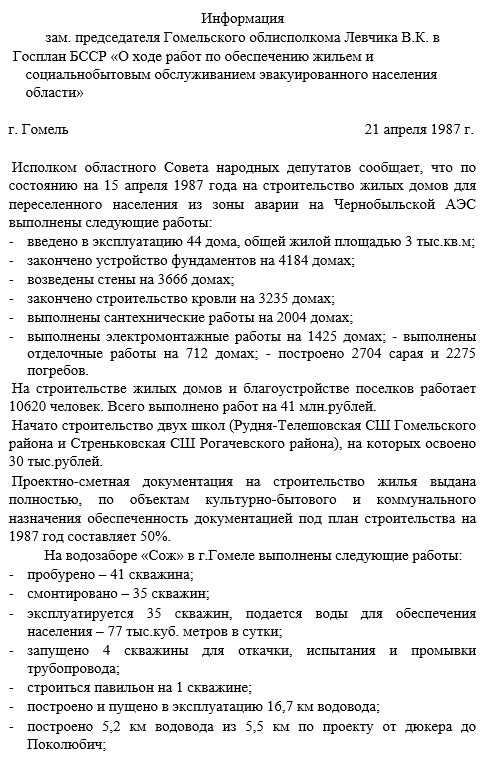 Информация
зам. председателя Гомельского облисполкома Левчика В.К. в
Госплан БССР «О ходе работ по обеспечению жильем и
социальнобытовым обслуживанием эвакуированного населения
области»
г. Гомель 21 апреля 1987 г.
Исполком областного Совета народных депутатов сообщает, что по
состоянию на 15 апреля 1987 года на строительство жилых домов для
переселенного населения из зоны аварии на Чернобыльской АЭС
выполнены следующие работы:
- введено в эксплуатацию 44 дома, общей жилой площадью 3 тыс.кв.м;
- закончено устройство фундаментов на 4184 домах;
- возведены стены на 3666 домах;
- закончено строительство кровли на 3235 домах;
- выполнены сантехнические работы на 2004 домах;
- выполнены электромонтажные работы на 1425 домах; - выполнены
отделочные работы на 712 домах; - построено 2704 сарая и 2275
погребов.
На строительстве жилых домов и благоустройстве поселков работает
10620 человек. Всего выполнено работ на 41 млн.рублей.
Начато строительство двух школ (Рудня-Телешовская СШ Гомельского
района и Стреньковская СШ Рогачевского района), на которых освоено
30 тыс.рублей.
Проектно-сметная документация на строительство жилья выдана
полностью, по объектам культурно-бытового и коммунального
назначения обеспеченность документацией под план строительства на
1987 год составляет 50%.
На водозаборе «Сож» в г.Гомеле выполнены следующие работы:
- пробурено – 41 скважина;
- смонтировано – 35 скважин;
- эксплуатируется 35 скважин, подается воды для обеспечения
населения – 77 тыс.куб. метров в сутки;
- запущено 4 скважины для откачки, испытания и промывки
трубопровода;
- строиться павильон на 1 скважине;
- построено и пущено в эксплуатацию 16,7 км водовода;
- построено 5,2 км водовода из 5,5 км по проекту от дюкера до
Поколюбич;